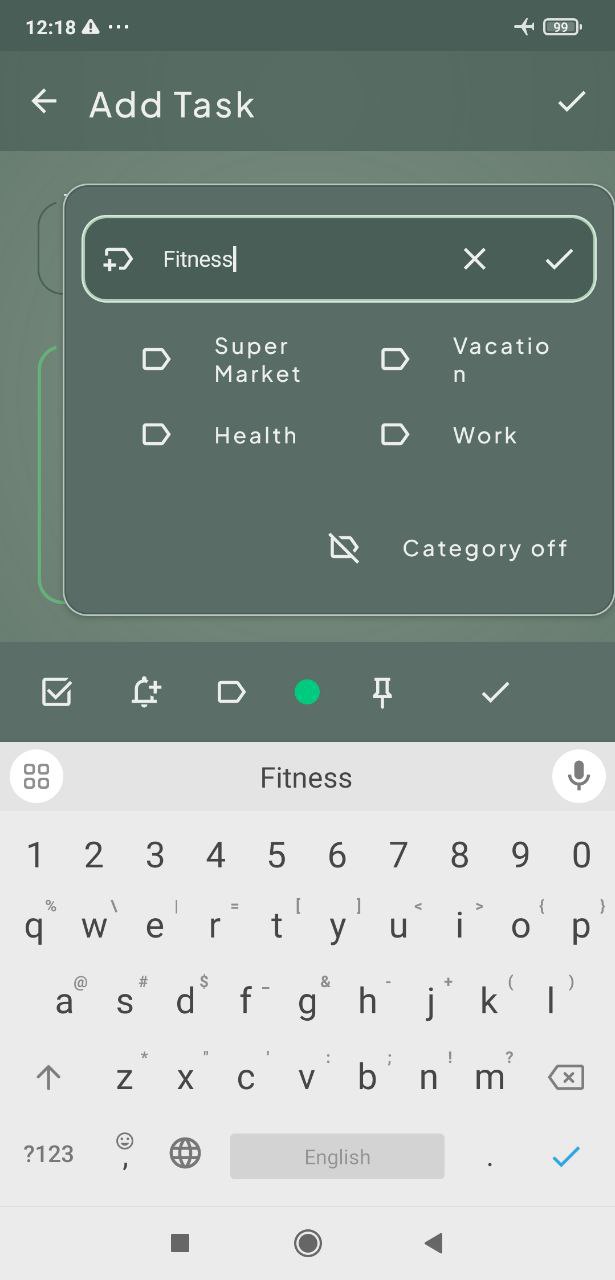 12:18
99
Add Task
Fitness
Super Market
Vacatio
n
Health
Work
Category off
Fitness
1 2 3 4 5 6 7 8 9 0
% \ | = [ ] < > { }
q w e r t y u i o p
@ # $ _ & - + ( )
a s d f g h j k l
* " ' : ; ! ?
z x c v b n m
?123 , English .